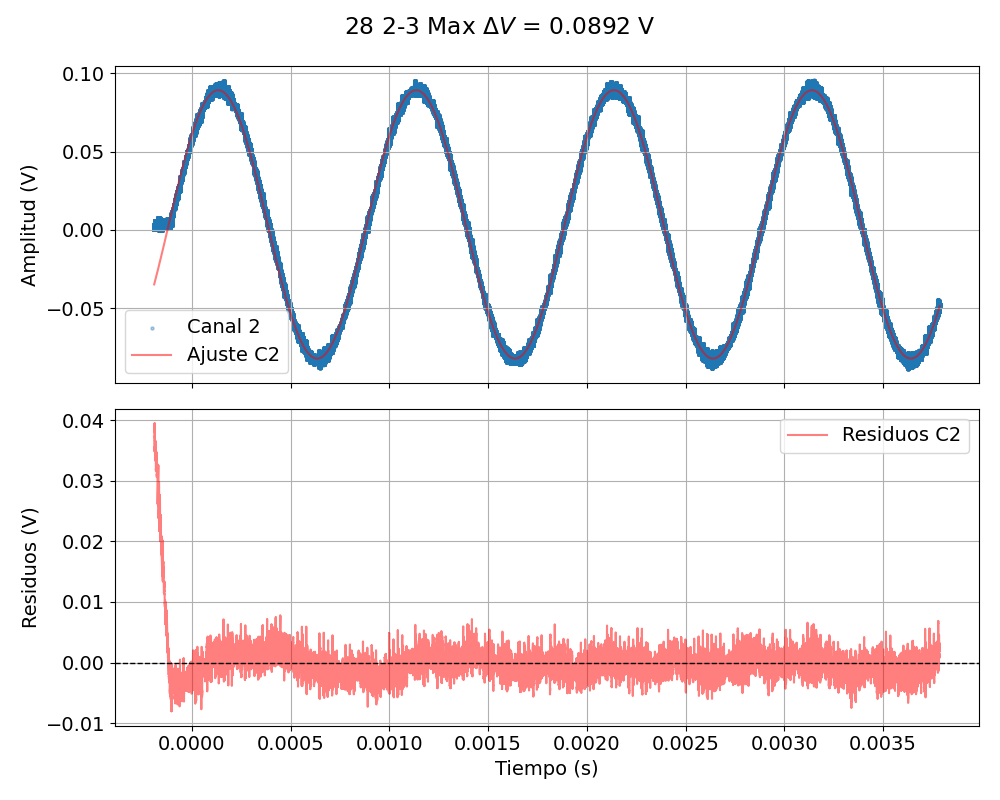 28 2-3 Max ΔV = 0.0892 V
0.10
0.05
0.00
−0.05
Amplitud (V)
Canal 2
Ajuste C2
0.04
0.03
0.02
0.01
0.00
−0.01
Residuos (V)
Residuos C2
0.0000 0.0005 0.0010 0.0015 0.0020 0.0025 0.0030 0.0035
Tiempo (s)